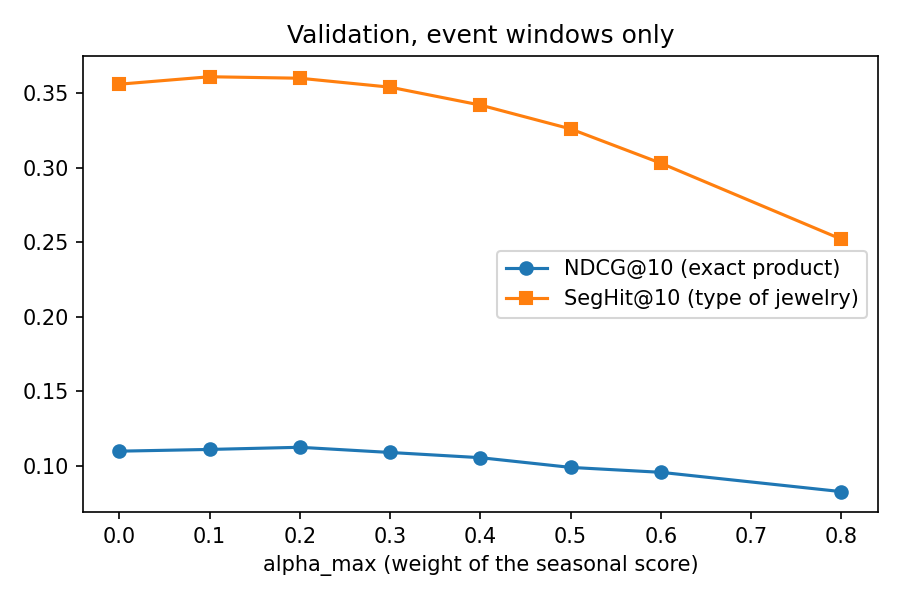 Validation, event windows only
0.35
0.30
0.25
0.20
0.15
0.10
NDCG@10 (exact product)
SegHit@10 (type of jewelry)
0.0 0.1 0.2 0.3 0.4 0.5 0.6 0.7 0.8
alpha_max (weight of the seasonal score)